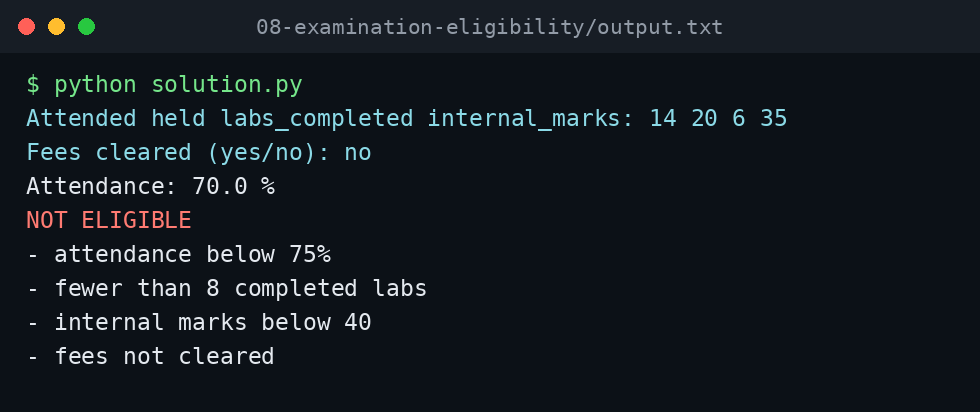 08-examination-eligibility/output.txt
$ python solution.py
Attended held labs_completed internal_marks: 14 20 6 35
Fees cleared (yes/no): no
Attendance: 70.0 %
NOT ELIGIBLE
- attendance below 75%
- fewer than 8 completed labs
- internal marks below 40
- fees not cleared